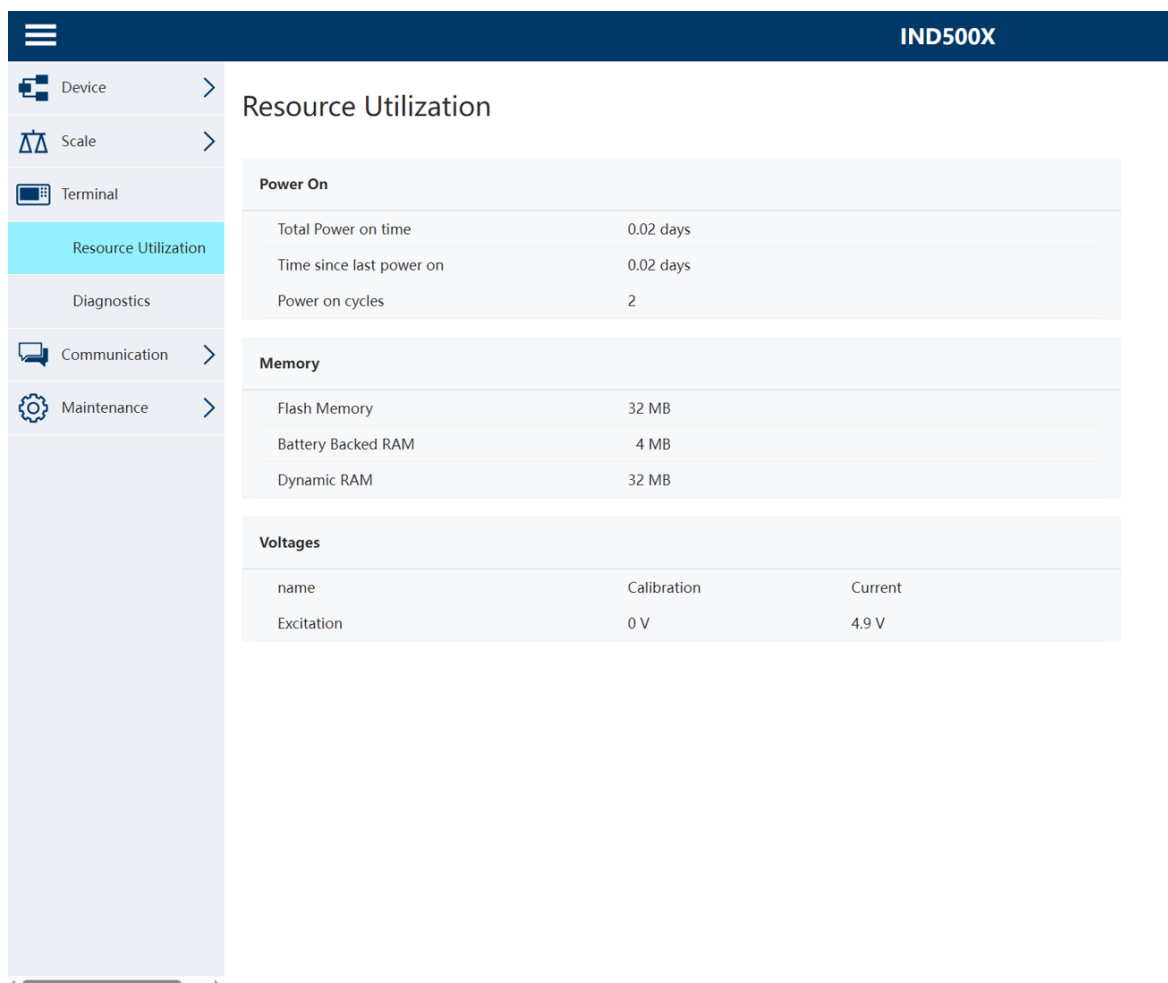 IND500X
Device
Scale
Terminal
Resource Utilization
Diagnostics
Communication
Maintenance
Resource Utilization
Power On
Total Power on time 0.02 days
Time since last power on 0.02 days
Power on cycles 2
Memory
Flash Memory 32 MB
Battery Backed RAM 4 MB
Dynamic RAM 32 MB
Voltages
name Calibration Current
Excitation 0 V 4.9 V